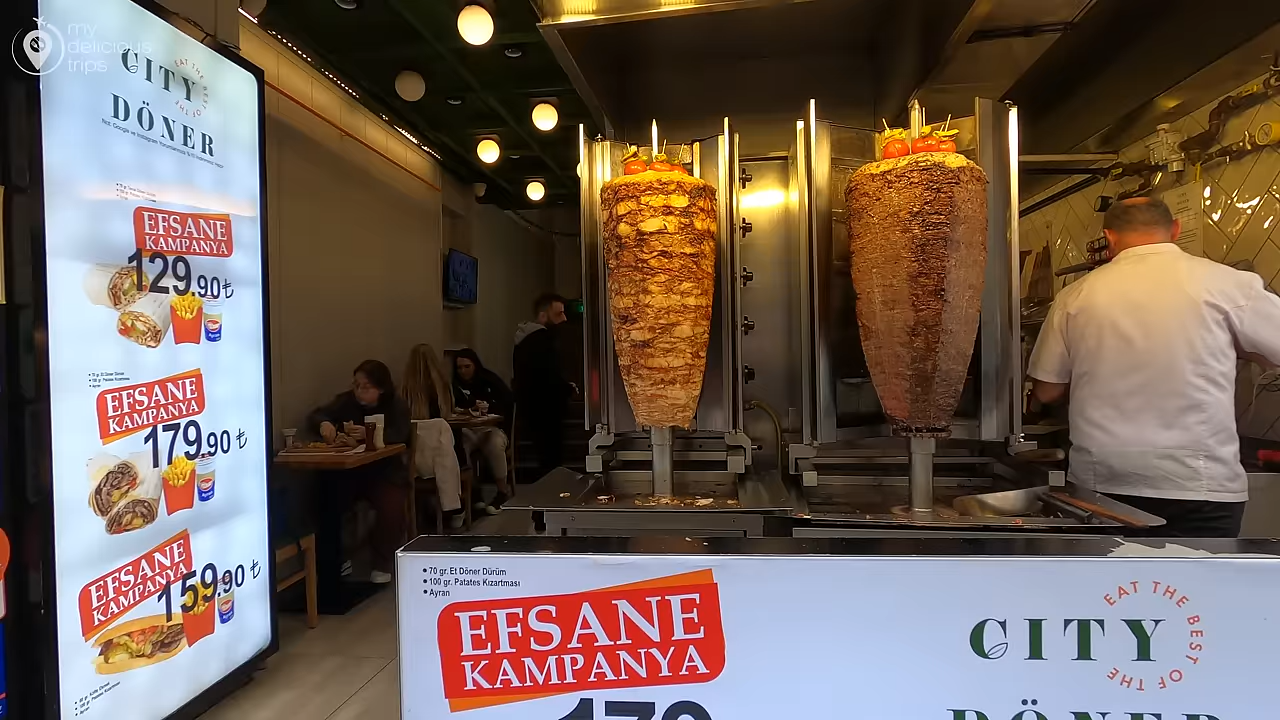 my
delicious
trips
CITY
EAT THE BEST OF THE
DÖNER
EFSANE
KAMPANYA
129.90₺
EFSANE
KAMPANYA
179.90₺
EFSANE
KAMPANYA
159.90₺
• 70 gr. Et Döner Dürüm
• 100 gr. Patates Kızartması
• Ayran
EFSANE
KAMPANYA
179
CITY
EAT THE BEST OF THE
DÖNER